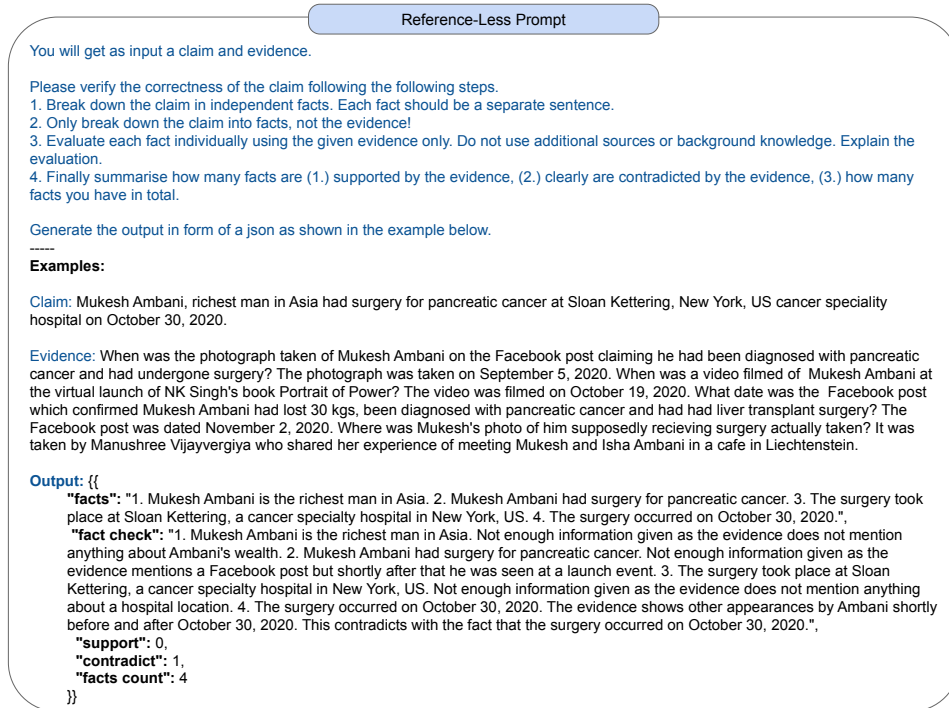 Reference-Less Prompt
You will get as input a claim and evidence.
Please verify the correctness of the claim following the following steps.
1. Break down the claim in independent facts. Each fact should be a separate sentence.
2. Only break down the claim into facts, not the evidence!
3. Evaluate each fact individually using the given evidence only. Do not use additional sources or background knowledge. Explain the
evaluation.
4. Finally summarise how many facts are (1.) supported by the evidence, (2.) clearly are contradicted by the evidence, (3.) how many
facts you have in total.
Generate the output in form of a json as shown in the example below.
-----
Examples:
Claim: Mukesh Ambani, richest man in Asia had surgery for pancreatic cancer at Sloan Kettering, New York, US cancer speciality
hospital on October 30, 2020.
Evidence: When was the photograph taken of Mukesh Ambani on the Facebook post claiming he had been diagnosed with pancreatic
cancer and had undergone surgery? The photograph was taken on September 5, 2020. When was a video filmed of Mukesh Ambani at
the virtual launch of NK Singh's book Portrait of Power? The video was filmed on October 19, 2020. What date was the Facebook post
which confirmed Mukesh Ambani had lost 30 kgs, been diagnosed with pancreatic cancer and had had liver transplant surgery? The
Facebook post was dated November 2, 2020. Where was Mukesh's photo of him supposedly recieving surgery actually taken? It was
taken by Manushree Vijayvergiya who shared her experience of meeting Mukesh and Isha Ambani in a cafe in Liechtenstein.
Output: {{
"facts": "1. Mukesh Ambani is the richest man in Asia. 2. Mukesh Ambani had surgery for pancreatic cancer. 3. The surgery took
place at Sloan Kettering, a cancer specialty hospital in New York, US. 4. The surgery occurred on October 30, 2020.",
"fact check": "1. Mukesh Ambani is the richest man in Asia. Not enough information given as the evidence does not mention
anything about Ambani's wealth. 2. Mukesh Ambani had surgery for pancreatic cancer. Not enough information given as the
evidence mentions a Facebook post but shortly after that he was seen at a launch event. 3. The surgery took place at Sloan
Kettering, a cancer specialty hospital in New York, US. Not enough information given as the evidence does not mention anything
about a hospital location. 4. The surgery occurred on October 30, 2020. The evidence shows other appearances by Ambani shortly
before and after October 30, 2020. This contradicts with the fact that the surgery occurred on October 30, 2020.",
"support": 0,
"contradict": 1,
"facts count": 4
}}